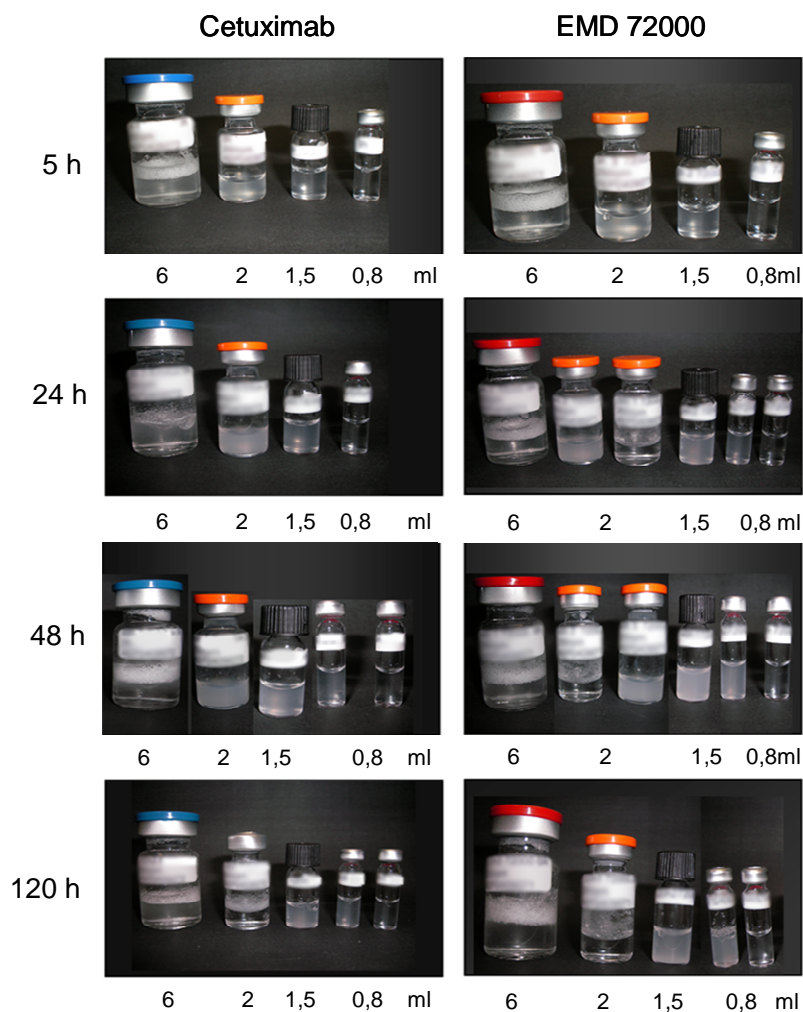 Cetuximab EMD 72000
5 h
6 2 1,5 0,8 ml 6 2 1,5 0,8ml
24 h
6 2 1,5 0,8 ml 6 2 1,5 0,8 ml
48 h
6 2 1,5 0,8 ml 6 2 1,5 0,8ml
120 h
6 2 1,5 0,8 ml 6 2 1,5 0,8 ml